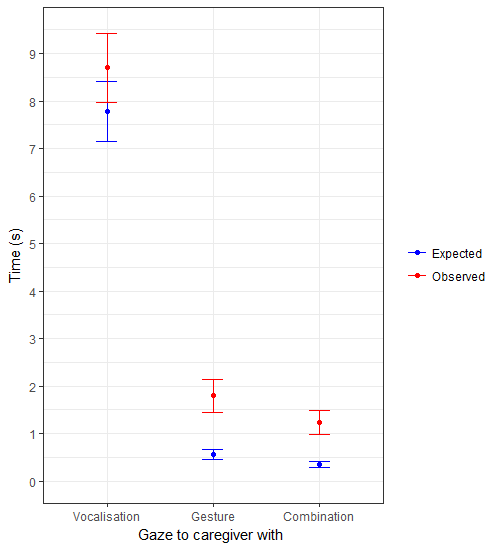 9
8
7
6
5
4
3
2
1
0
Time (s)
Vocalisation Gesture Combination
Gaze to caregiver with
Expected
Observed